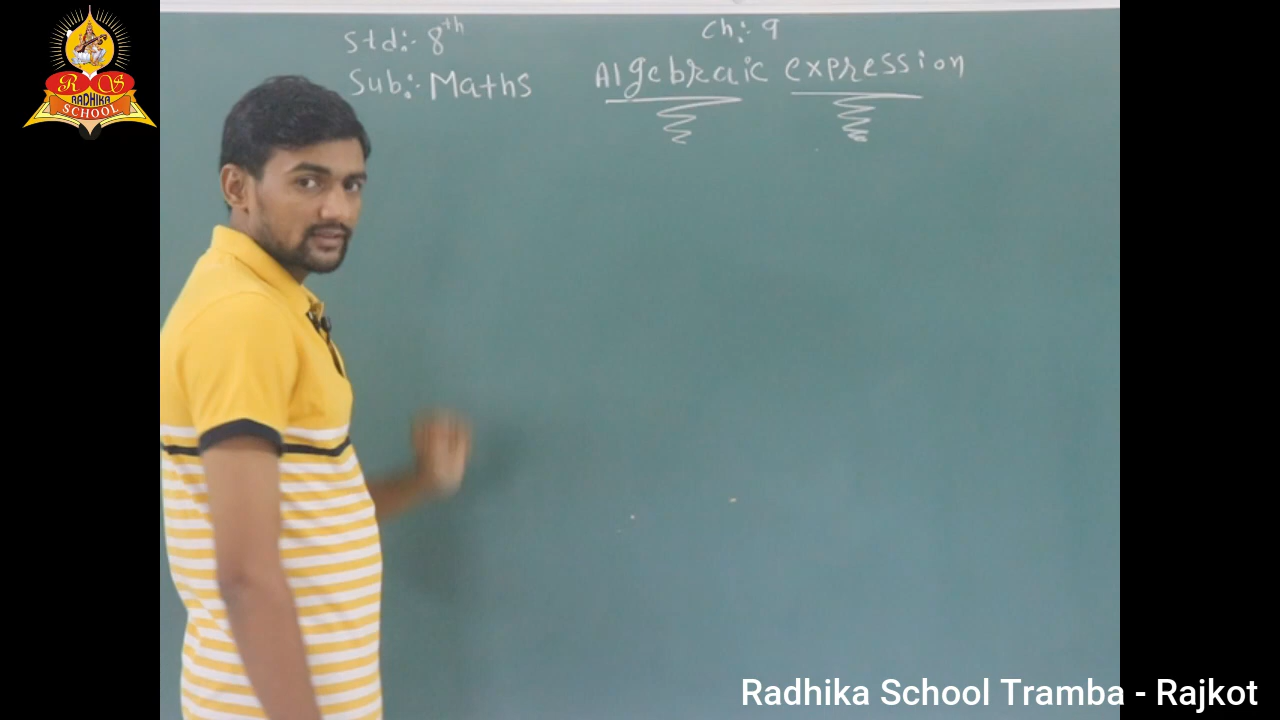 R S
RADHIKA
SCHOOL
Std:- 8th
Sub:- Maths
Ch:- 9
Algebraic expression
Radhika School Tramba - Rajkot